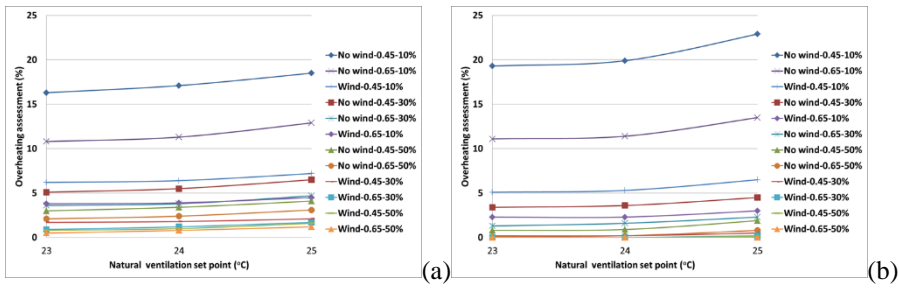 25
20
15
10
5
0
Overheating assessment (%)
23
24
25
Natural ventilation set point (°C)
No wind-0.45-10%
No wind-0.65-10%
Wind-0.45-10%
No wind-0.45-30%
Wind-0.65-10%
No wind-0.65-30%
No wind-0.45-50%
No wind-0.65-50%
Wind-0.45-30%
Wind-0.65-30%
Wind-0.45-50%
Wind-0.65-50%
(a)
25
20
15
10
5
0
Overheating assessment (%)
23
24
25
Natural ventilation set point (°C)
No wind-0.45-10%
No wind-0.65-10%
Wind-0.45-10%
No wind-0.45-30%
Wind-0.65-10%
No wind-0.65-30%
No wind-0.45-50%
No wind-0.65-50%
Wind-0.45-30%
Wind-0.65-30%
Wind-0.45-50%
Wind-0.65-50%
(b)